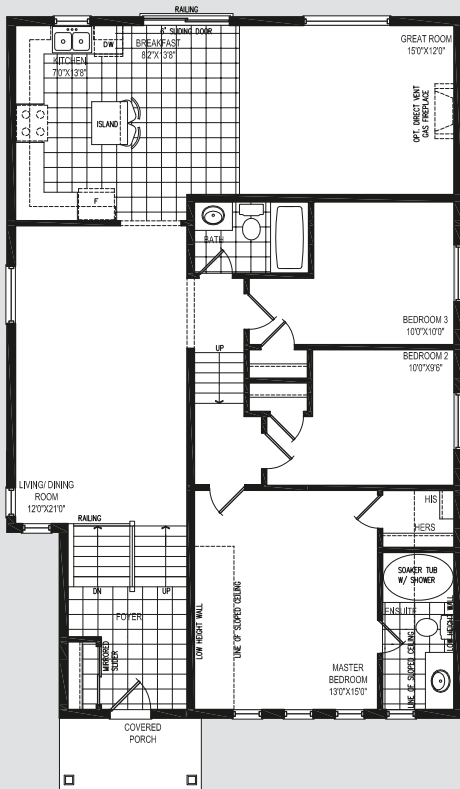 RAILING
6' SLIDING DOOR
DW
BREAKFAST
8'2"X13'8"
KITCHEN
7'0"X13'8"
GREAT ROOM
15'0"X12'0"
ISLAND
OPT. DIRECT VENT
GAS FIREPLACE
F
BATH
BEDROOM 3
10'0"X10'0"
UP
BEDROOM 2
10'0"X9'6"
LIVING/ DINING
ROOM
12'0"X21'0"
RAILING
HIS
HERS
SOAKER TUB
W/ SHOWER
DN
UP
FOYER
ENSUITE
LOW HEIGHT WALL
LINE OF SLOPED CEILING
LINE OF SLOPED CEILING
LOW HEIGHT WALL
MIRRORED
SLIDER
MASTER
BEDROOM
13'0"X15'0"
COVERED
PORCH